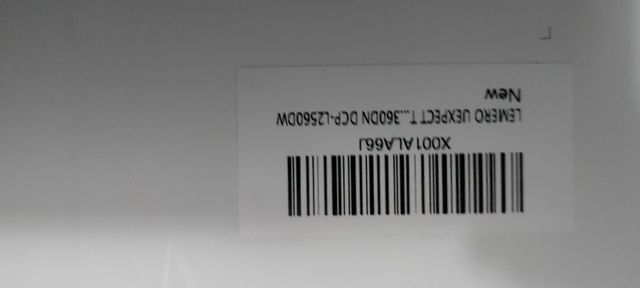 X001ALA66J
LEMERO UEXPECT T...360DN DCP-L2560DW
New